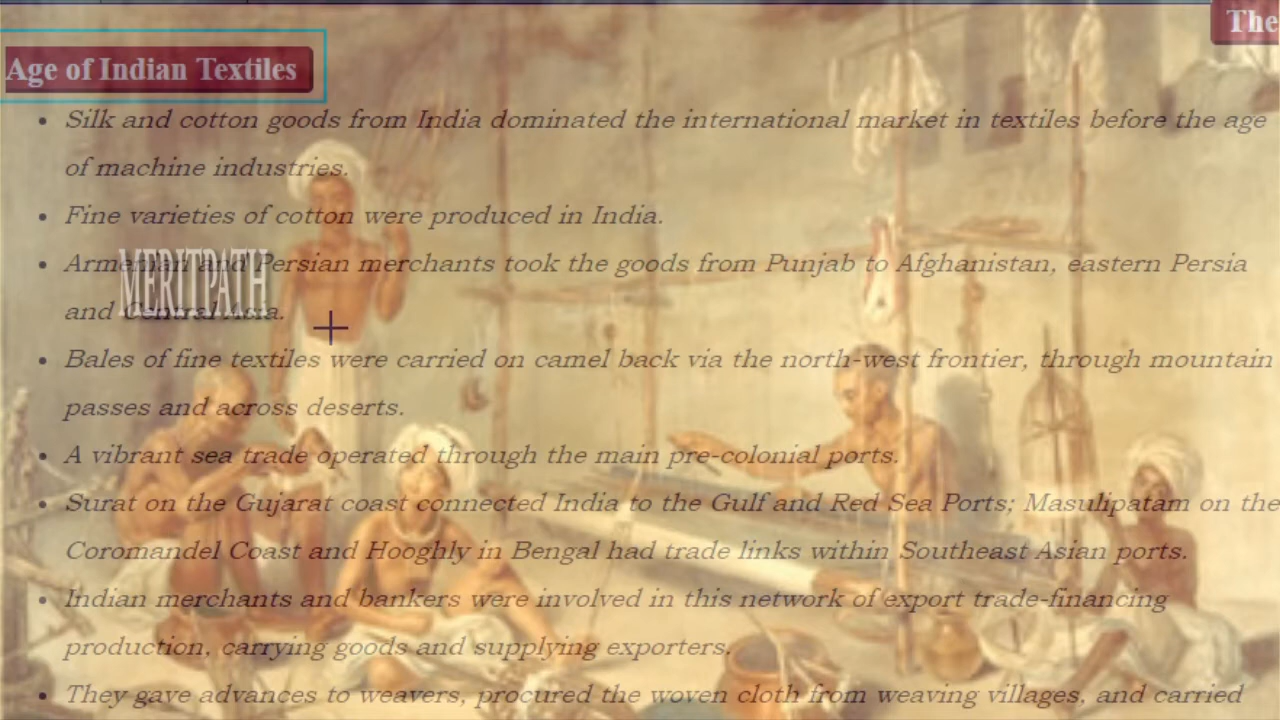 The
Age of Indian Textiles
• Silk and cotton goods from India dominated the international market in textiles before the age
of machine industries.
• Fine varieties of cotton were produced in India.
• Armenian and Persian merchants took the goods from Punjab to Afghanistan, eastern Persia
and Central Asia.
MERITPATH
• Bales of fine textiles were carried on camel back via the north-west frontier, through mountain
passes and across deserts.
• A vibrant sea trade operated through the main pre-colonial ports.
• Surat on the Gujarat coast connected India to the Gulf and Red Sea Ports; Masulipatam on the
Coromandel Coast and Hooghly in Bengal had trade links within Southeast Asian ports.
• Indian merchants and bankers were involved in this network of export trade-financing
production, carrying goods and supplying exporters.
• They gave advances to weavers, procured the woven cloth from weaving villages, and carried